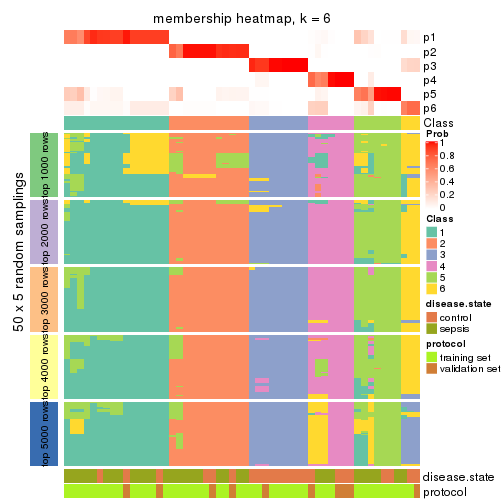 membership heatmap, k = 6
p1
p2
p3
p4
p5
p6
Class
50 x 5 random samplings
top 1000 rows
top 2000 rows
top 3000 rows
top 4000 rows
top 5000 rows
disease.state
protocol
Prob
1
0.8
0.6
0.4
0.2
0
Class
1
2
3
4
5
6
disease.state
control
sepsis
protocol
training set
validation set